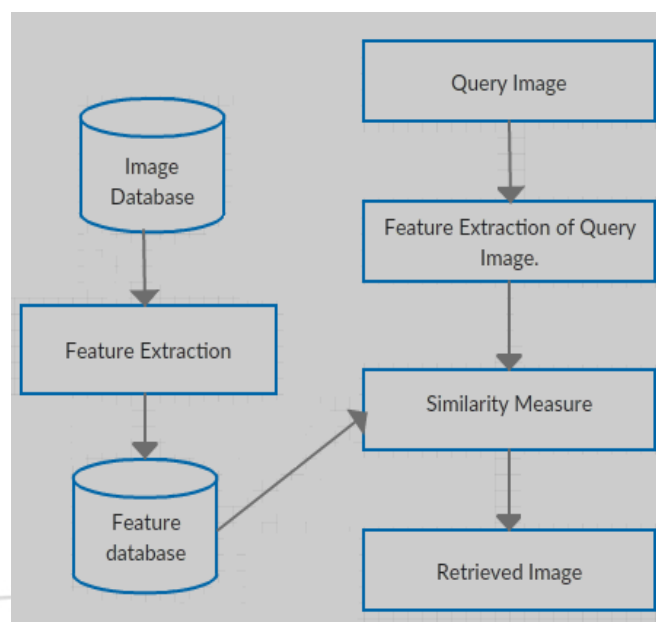 Query Image
Image
Database
Feature Extraction of Query
Image.
Feature Extraction
Similarity Measure
Feature
database
Retrieved Image